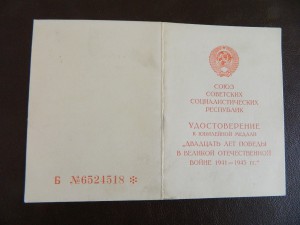 СОЮЗ
СОВЕТСКИХ
СОЦИАЛИСТИЧЕСКИХ
РЕСПУБЛИК
УДОСТОВЕРЕНИЕ
К ЮБИЛЕЙНОЙ МЕДАЛИ
"ДВАДЦАТЬ ЛЕТ ПОБЕДЫ
В ВЕЛИКОЙ ОТЕЧЕСТВЕННОЙ
ВОЙНЕ 1941—1945 гг."
Б №6524518 *